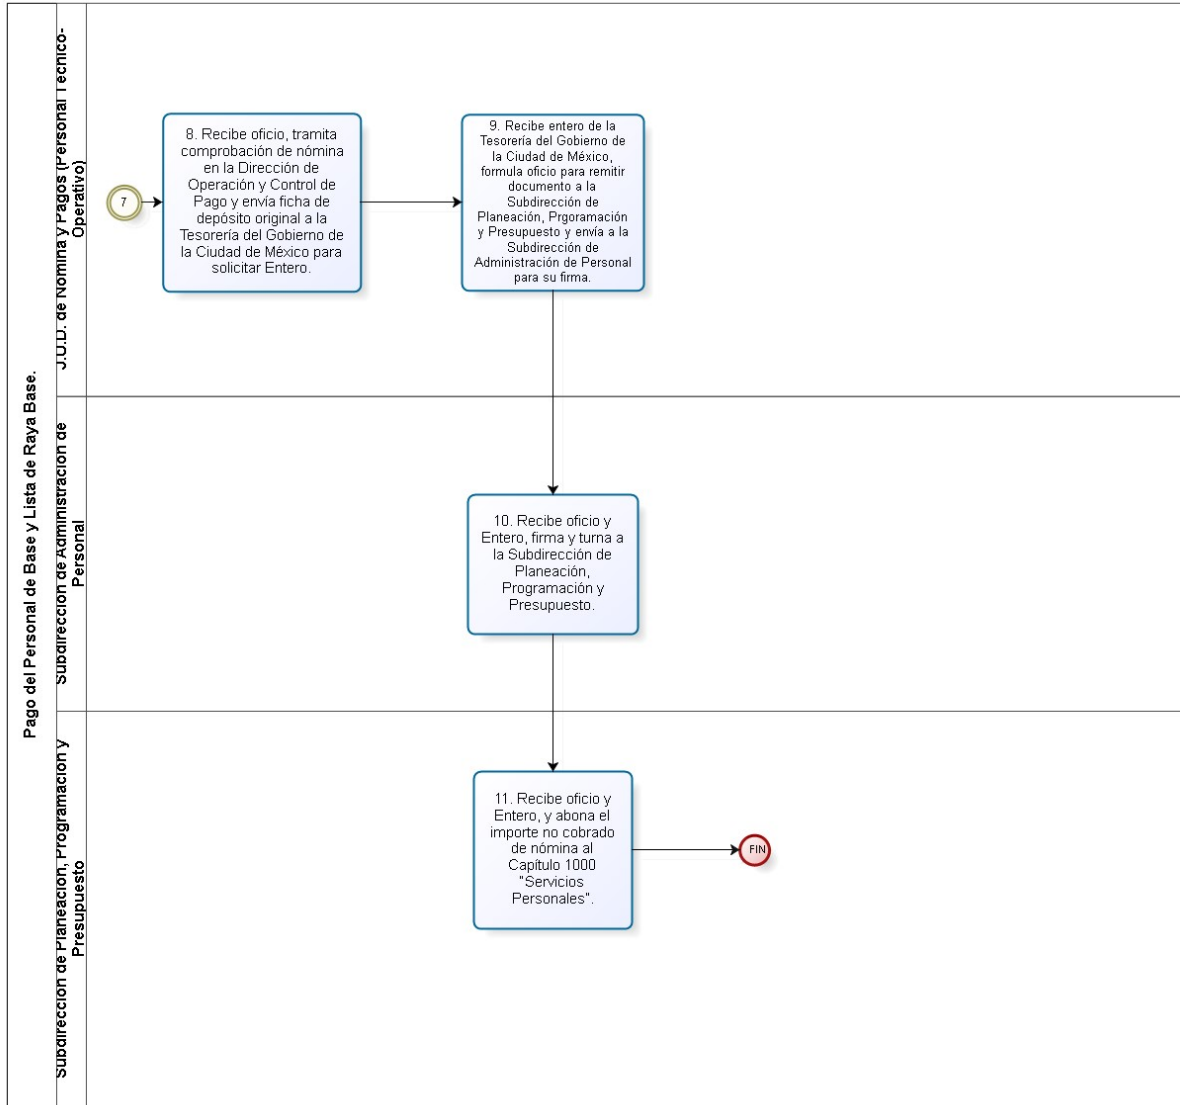 Pago del Personal de Base y Lista de Raya Base.
J.U.D. de Nómina y Pagos (Personal Técnico-
Operativo)
7
8. Recibe oficio, tramita
comprobación de nómina
en la Dirección de
Operación y Control de
Pago y envía ficha de
depósito original a la
Tesorería del Gobierno de
la Ciudad de México para
solicitar Entero.
9. Recibe entero de la
Tesorería del Gobierno de
la Ciudad de México,
formula oficio para remitir
documento a la
Subdirección de
Planeación, Prgoramación
y Presupuesto y envía a la
Subdirección de
Administración de Personal
para su firma.
Subdirección de Administración de
Personal
10. Recibe oficio y
Entero, firma y turna a
la Subdirección de
Planeación,
Programación y
Presupuesto.
Subdirección de Planeación, Programación y
Presupuesto
11. Recibe oficio y
Entero, y abona el
importe no cobrado
de nómina al
Capítulo 1000
"Servicios
Personales".
FIN